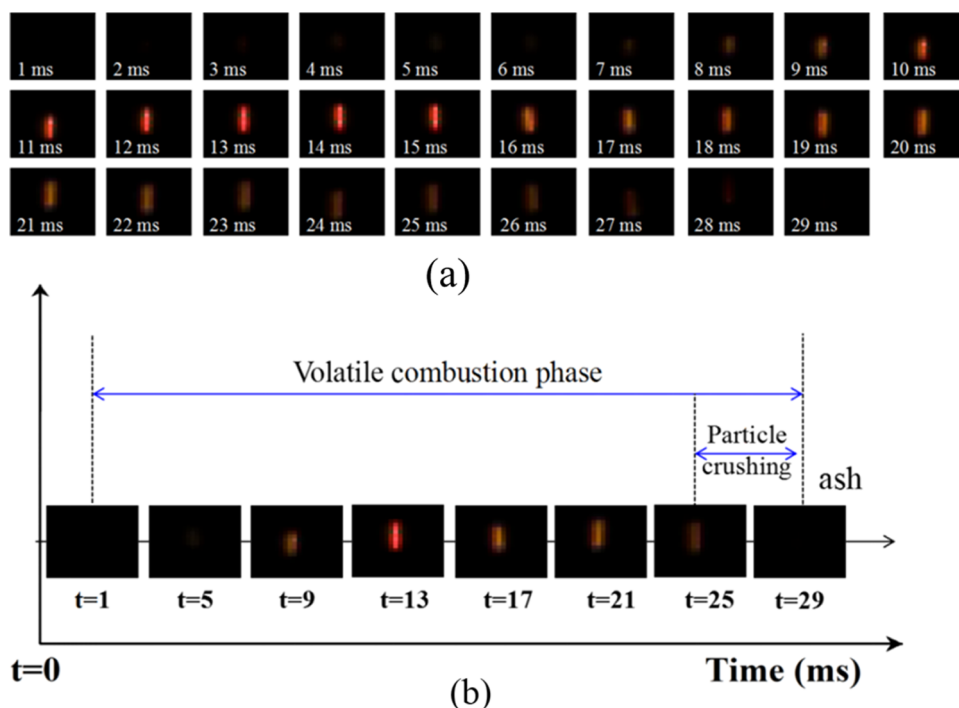 1 ms 2 ms 3 ms 4 ms 5 ms 6 ms 7 ms 8 ms 9 ms 10 ms
11 ms 12 ms 13 ms 14 ms 15 ms 16 ms 17 ms 18 ms 19 ms 20 ms
21 ms 22 ms 23 ms 24 ms 25 ms 26 ms 27 ms 28 ms 29 ms
(a)
Volatile combustion phase
Particle
crushing
ash
t=1 t=5 t=9 t=13 t=17 t=21 t=25 t=29
t=0 Time (ms)
(b)